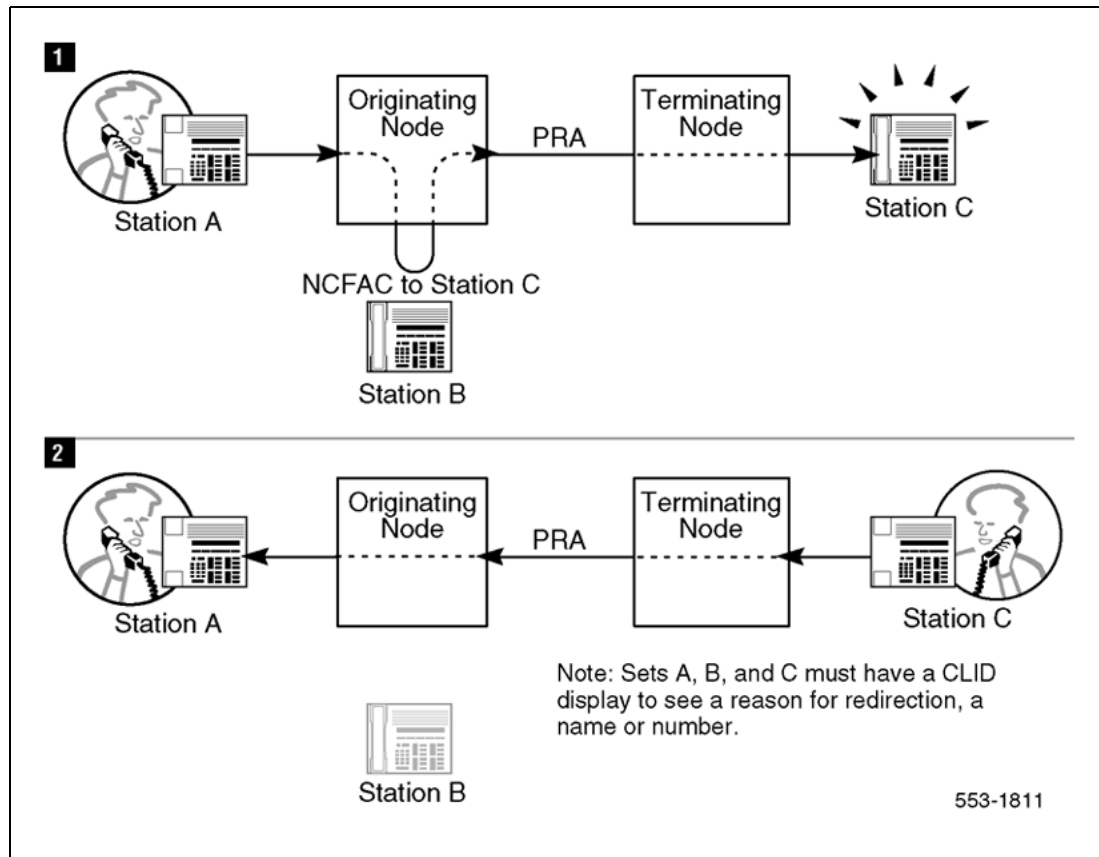 1
Originating
Node
PRA
Terminating
Node
Station A
Station C
NCFAC to Station C
Station B
2
Originating
Node
PRA
Terminating
Node
Station A
Station C
Note: Sets A, B, and C must have a CLID
display to see a reason for redirection, a
name or number.
Station B
553-1811